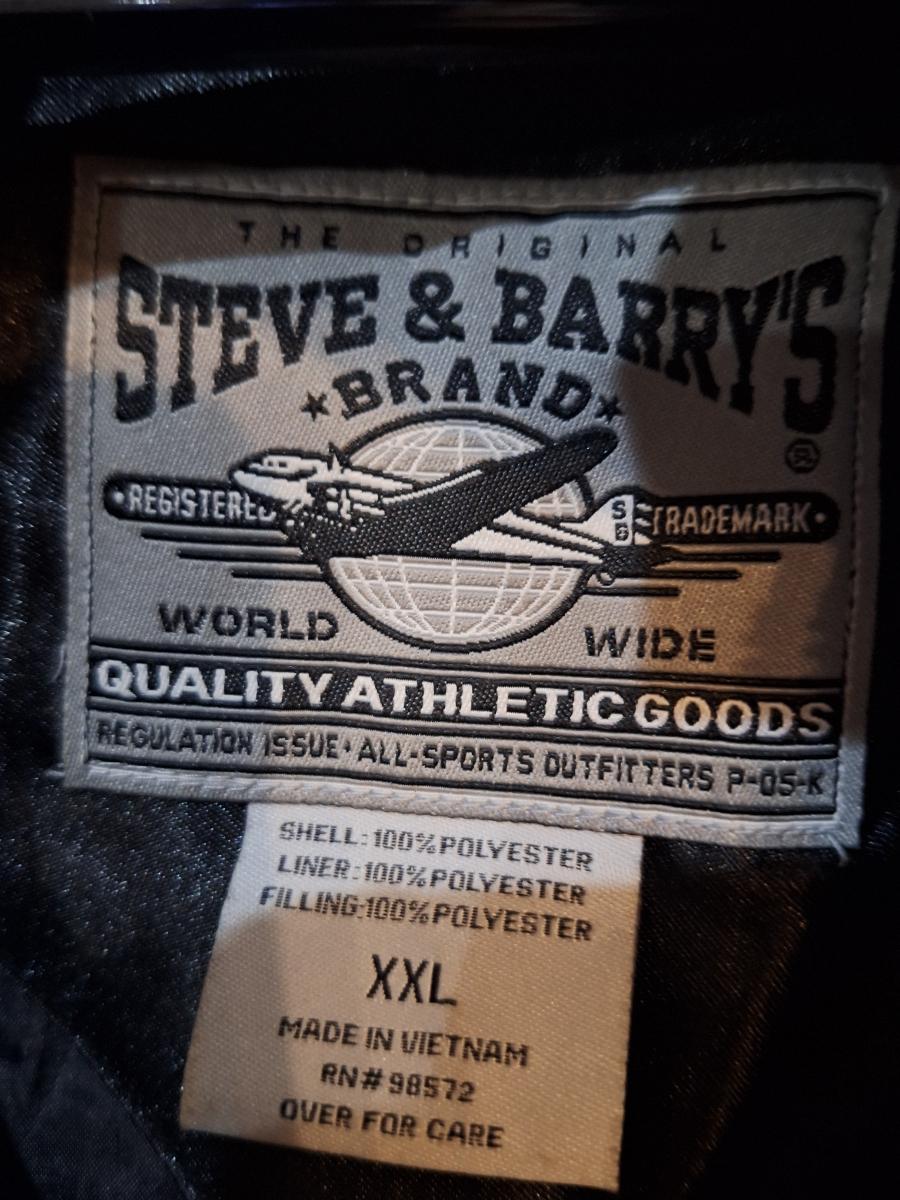 THE ORIGINAL
STEVE & BARRY'S
★BRAND★
®
•REGISTERED TRADEMARK•
SB
WORLD WIDE
QUALITY ATHLETIC GOODS
REGULATION ISSUE • ALL-SPORTS OUTFITTERS P-05-K
SHELL:100%POLYESTER
LINER:100%POLYESTER
FILLING:100%POLYESTER
XXL
MADE IN VIETNAM
RN#98572
OVER FOR CARE